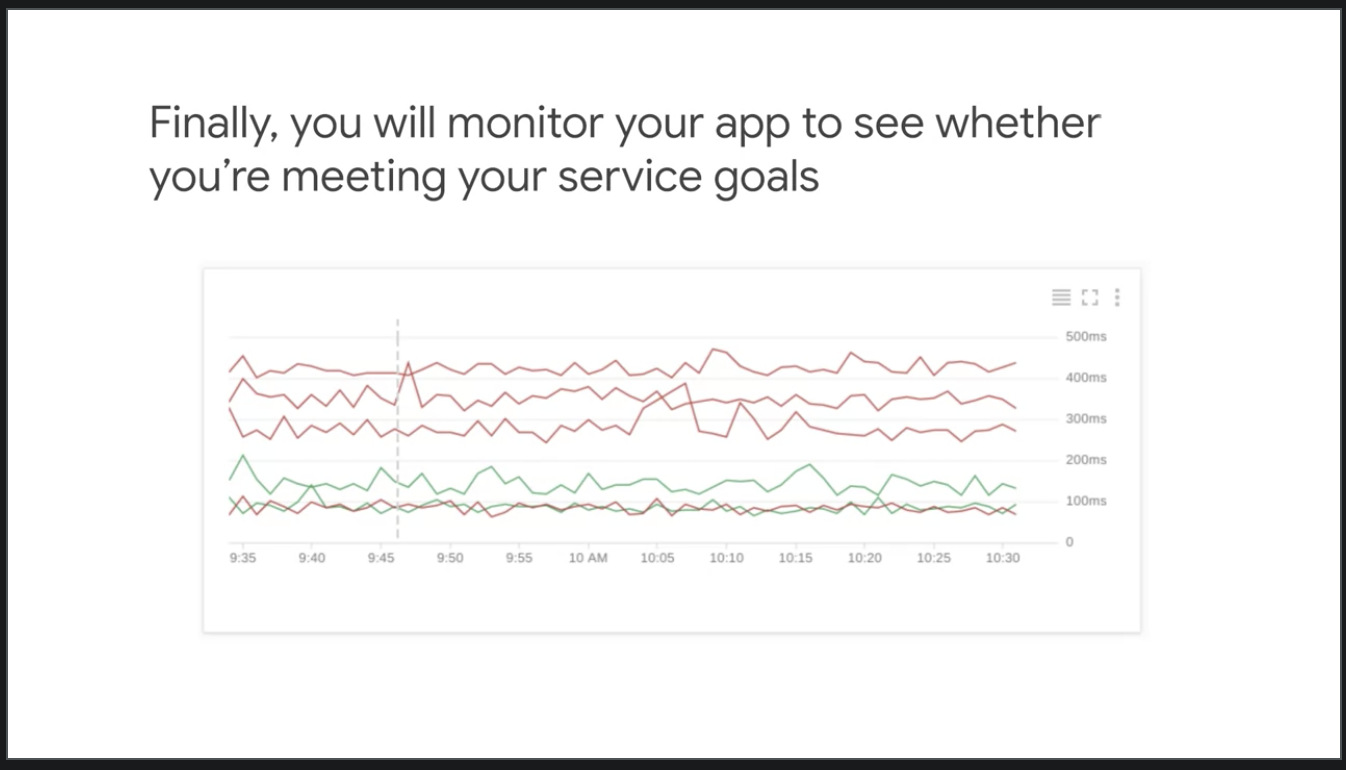 Finally, you will monitor your app to see whether
you're meeting your service goals
500ms
400ms
300ms
200ms
100ms
0
9:35 9:40 9:45 9:50 9:55 10 AM 10:05 10:10 10:15 10:20 10:25 10:30